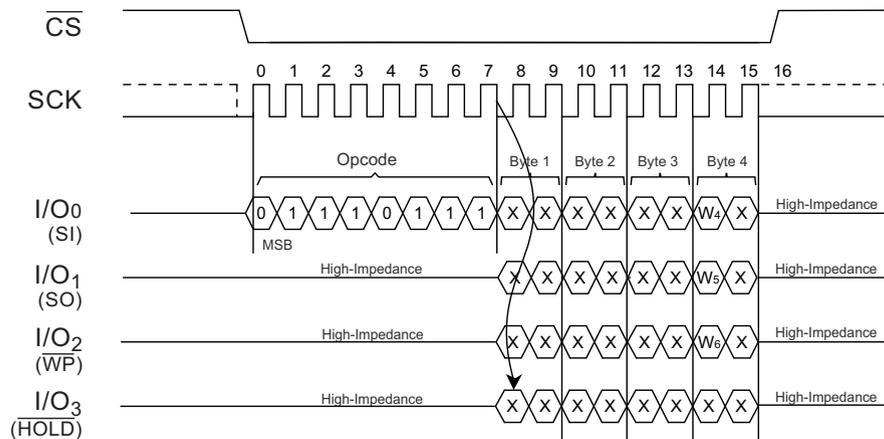 CS
0 1 2 3 4 5 6 7 8 9 10 11 12 13 14 15 16
SCK
Opcode Byte 1 Byte 2 Byte 3 Byte 4
I/O0 0 1 1 1 0 1 1 1 X X X X X X W4 X High-Impedance
(SI)
MSB
I/O1 High-Impedance X X X X X X W5 X High-Impedance
(SO)
I/O2 High-Impedance X X X X X X W6 X High-Impedance
(WP)
I/O3 High-Impedance X X X X X X X X High-Impedance
(HOLD)